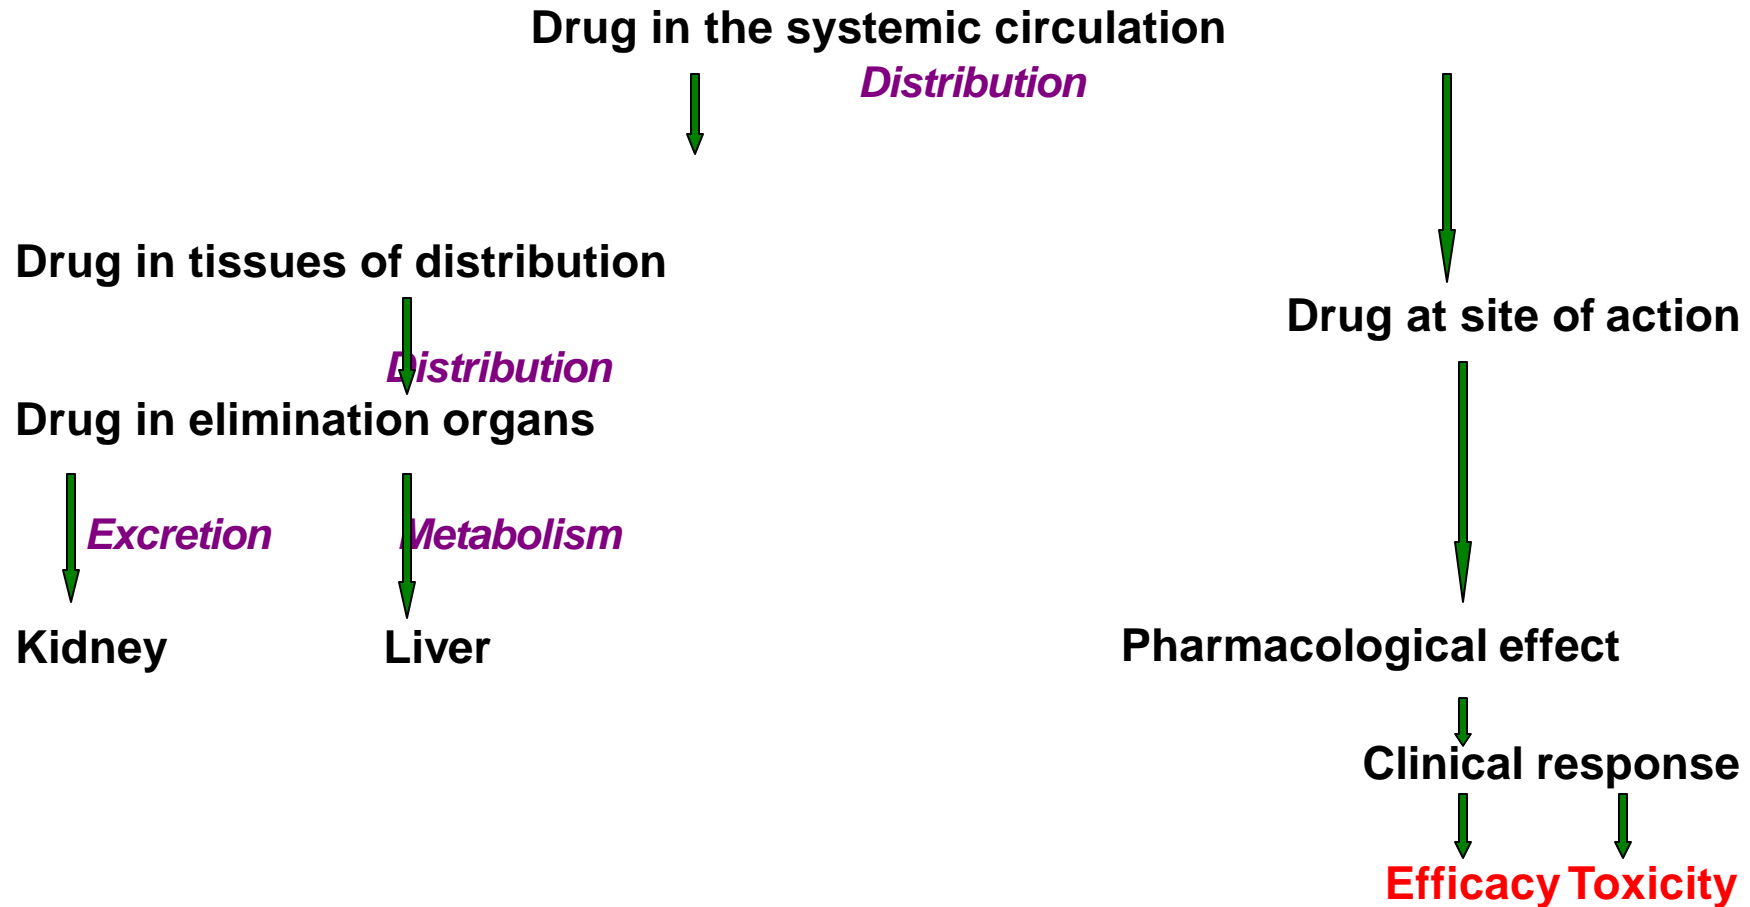 Drug in the systemic circulation
Distribution
Drug in tissues of distribution
Drug at site of action
Distribution
Drug in elimination organs
Excretion
Metabolism
Kidney
Liver
Pharmacological effect
Clinical response
Efficacy Toxicity